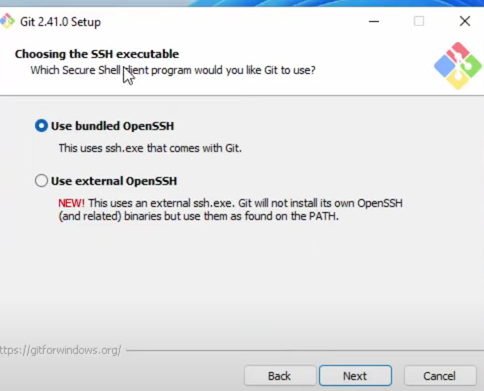 Git 2.41.0 Setup
Choosing the SSH executable
Which Secure Shell client program would you like Git to use?
Use bundled OpenSSH
This uses ssh.exe that comes with Git.
Use external OpenSSH
NEW! This uses an external ssh.exe. Git will not install its own OpenSSH
(and related) binaries but use them as found on the PATH.
ttps://gitforwindows.org/
Back
Next
Cancel